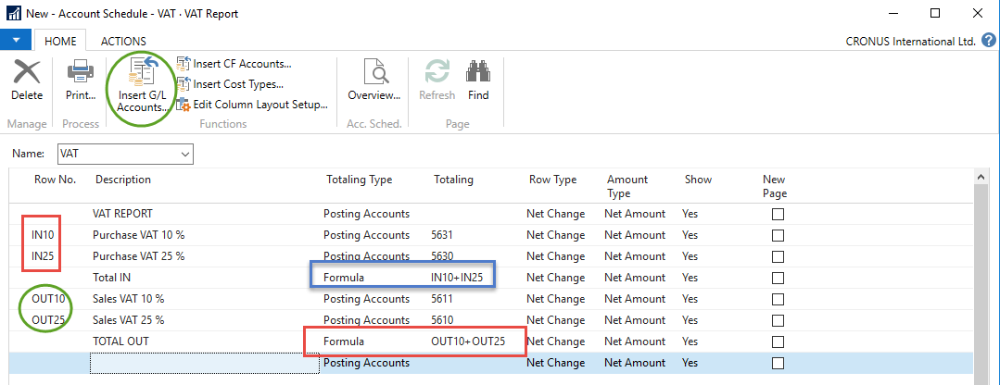 New - Account Schedule - VAT · VAT Report
HOME ACTIONS CRONUS International Ltd. ?
Delete Print... Insert G/L Accounts... Insert CF Accounts... Insert Cost Types... Edit Column Layout Setup... Overview... Refresh Find
Manage Process Functions Acc. Sched. Page
Name: VAT
Row No. Description Totaling Type Totaling Row Type Amount Type Show New Page
VAT REPORT Posting Accounts Net Change Net Amount Yes
IN10 Purchase VAT 10 % Posting Accounts 5631 Net Change Net Amount Yes
IN25 Purchase VAT 25 % Posting Accounts 5630 Net Change Net Amount Yes
Total IN Formula IN10+IN25 Net Change Net Amount Yes
OUT10 Sales VAT 10 % Posting Accounts 5611 Net Change Net Amount Yes
OUT25 Sales VAT 25 % Posting Accounts 5610 Net Change Net Amount Yes
TOTAL OUT Formula OUT10+OUT25 Net Change Net Amount Yes
Posting Accounts Net Change Net Amount Yes